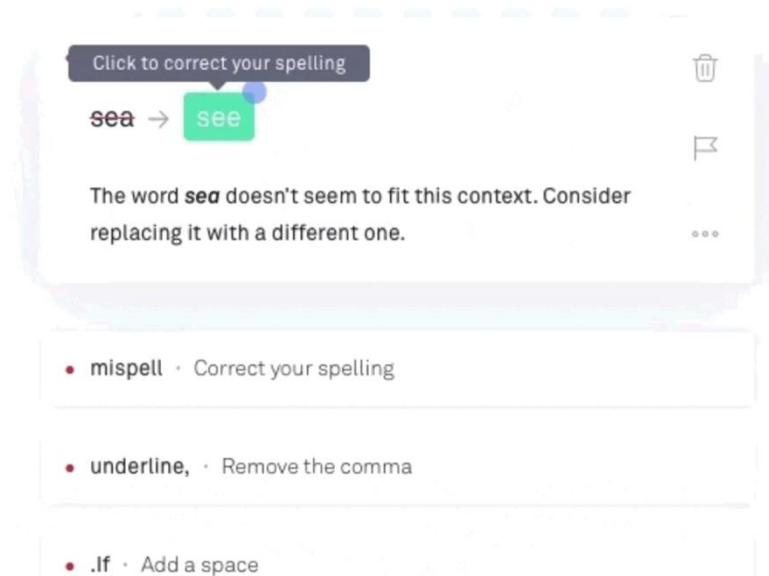 Click to correct your spelling
sea → see
The word sea doesn't seem to fit this context. Consider
replacing it with a different one.
mispell · Correct your spelling
underline, · Remove the comma
.If · Add a space